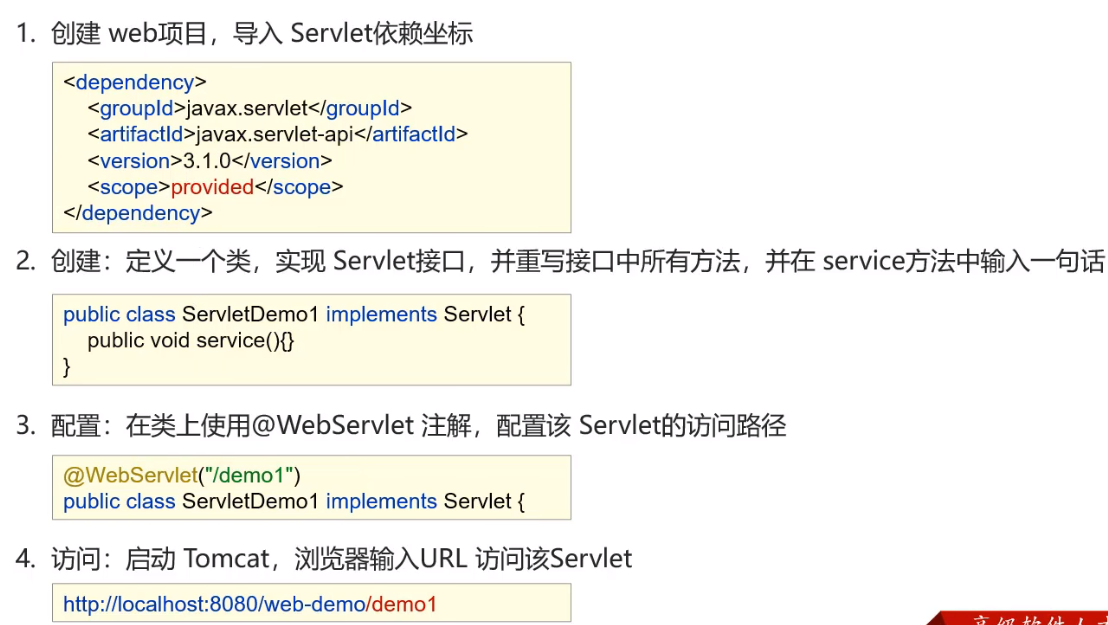 1. 创建 web项目，导入 Servlet依赖坐标
<dependency>
<groupId>javax.servlet</groupId>
<artifactId>javax.servlet-api</artifactId>
<version>3.1.0</version>
<scope>provided</scope>
</dependency>
2. 创建：定义一个类，实现 Servlet接口，并重写接口中所有方法，并在 service方法中输入一句话
public class ServletDemo1 implements Servlet {
public void service(){}
}
3. 配置：在类上使用@WebServlet 注解，配置该 Servlet的访问路径
@WebServlet("/demo1")
public class ServletDemo1 implements Servlet {
4. 访问：启动 Tomcat，浏览器输入URL 访问该Servlet
http://localhost:8080/web-demo/demo1
高级软件人